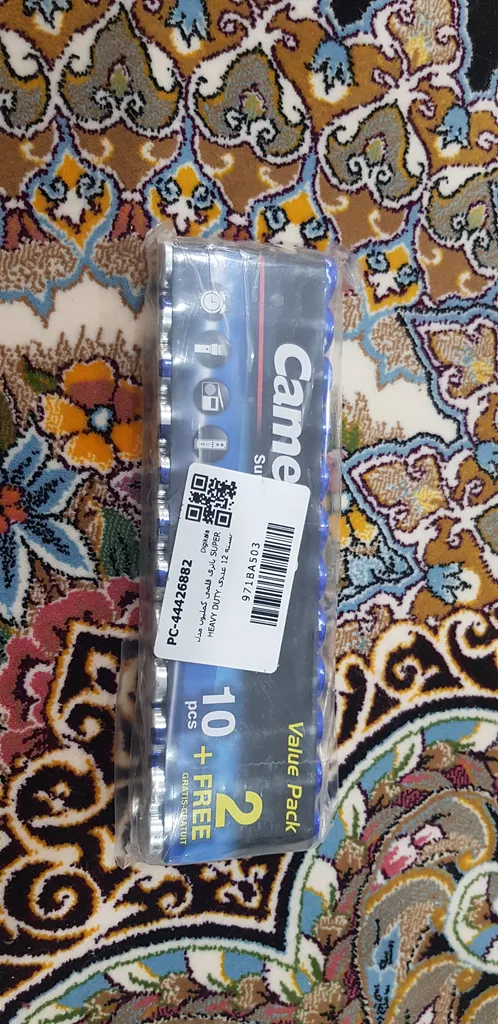 Came
Su
PC-44426882
Digikala
باتری قلمی کملیون مدل SUPER
HEAVY DUTY بسته 12 عددی
971BA503
Value Pack
10
pcs
+
2
FREE
GRATIS GRATUIT